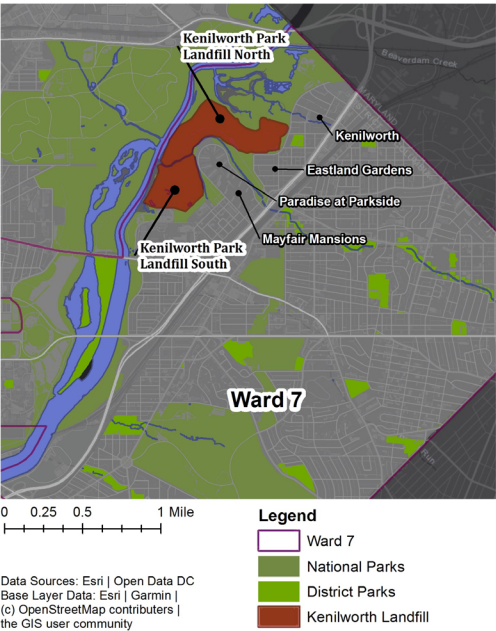 Kenilworth Park
Landfill North
Beaverdam Creek
MARYLAND
Kenilworth
Eastland Gardens
Paradise at Parkside
Mayfair Mansions
Kenilworth Park
Landfill South
Ward 7
Run
0 0.25 0.5 1 Mile
Legend
Ward 7
National Parks
District Parks
Kenilworth Landfill
Data Sources: Esri | Open Data DC
Base Layer Data: Esri | Garmin |
(c) OpenStreetMap contributers |
the GIS user community